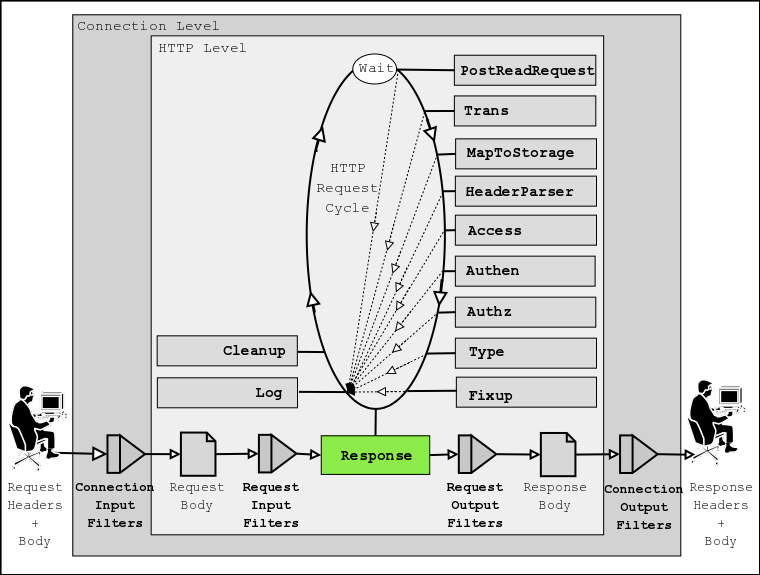 Connection Level
HTTP Level
Wait
PostReadRequest
Trans
MapToStorage
HTTP
Request
Cycle
HeaderParser
Access
Authen
Authz
Cleanup
Type
Log
Fixup
Response
Request
Headers
+
Body
Connection
Input
Filters
Request
Body
Request
Input
Filters
Request
Output
Filters
Response
Body
Connection
Output
Filters
Response
Headers
+
Body